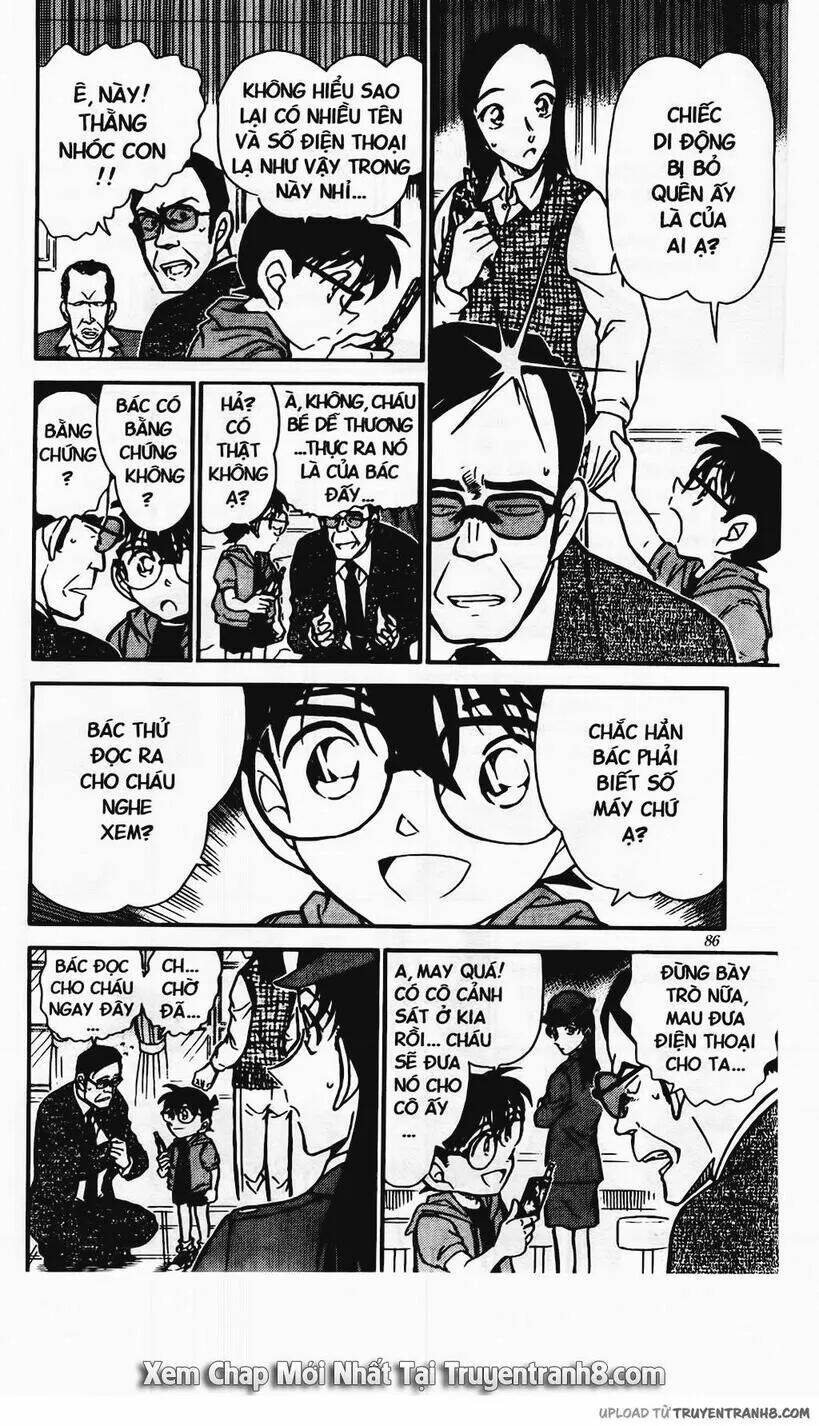 CHIẾC
DI ĐỘNG
BỊ BỎ
QUÊN ẤY
LÀ CỦA
AI Ạ?
KHÔNG HIỂU SAO
LẠI CÓ NHIỀU TÊN
VÀ SỐ ĐIỆN THOẠI
LẠ NHƯ VẬY TRONG
NÀY NHỈ...
Ê, NÀY!
THẰNG
NHÓC CON
!!
À, KHÔNG, CHÁU
BÉ DỄ THƯƠNG
...THỰC RA NÓ
LÀ CỦA BÁC
ĐẤY...
HẢ?
CÓ
THẬT
KHÔNG
Ạ?
BÁC CÓ
BẰNG
CHỨNG
KHÔNG
?
BẰNG
CHỨNG
?
CHẮC HẲN
BÁC PHẢI
BIẾT SỐ
MÁY CHỨ
Ạ?
BÁC THỬ
ĐỌC RA
CHO CHÁU
NGHE
XEM?
86
ĐỪNG BÀY
TRÒ NỮA,
MAU ĐƯA
ĐIỆN THOẠI
CHO TA...
A, MAY QUÁ!
CÓ CÔ CẢNH
SÁT Ở KIA
RỒI... CHÁU
SẼ ĐƯA
NÓ CHO
CÔ ẤY
...
CH...
CHỜ
ĐÃ...
BÁC ĐỌC
CHO CHÁU
NGAY ĐÂY
...
Xem Chap Mới Nhất Tại Truyentranh8.com
UPLOAD TỪ TRUYENTRANH8.COM